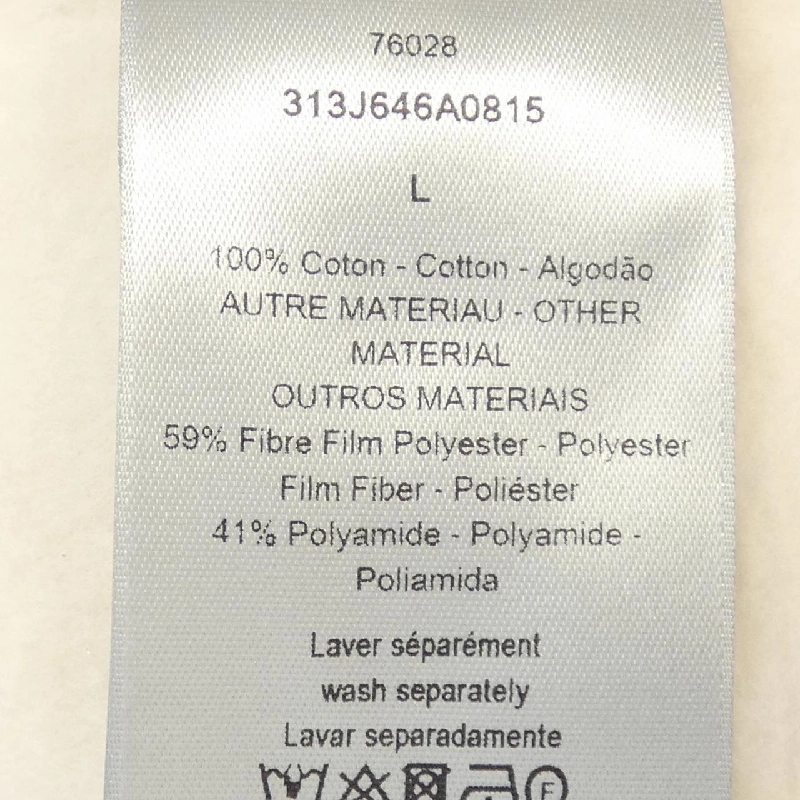 76028
313J646A0815
L
100% Coton - Cotton - Algodão
AUTRE MATERIAU - OTHER
MATERIAL
OUTROS MATERIAIS
59% Fibre Film Polyester - Polyester
Film Fiber - Poliéster
41% Polyamide - Polyamide -
Poliamida
Laver séparément
wash separately
Lavar separadamente
F